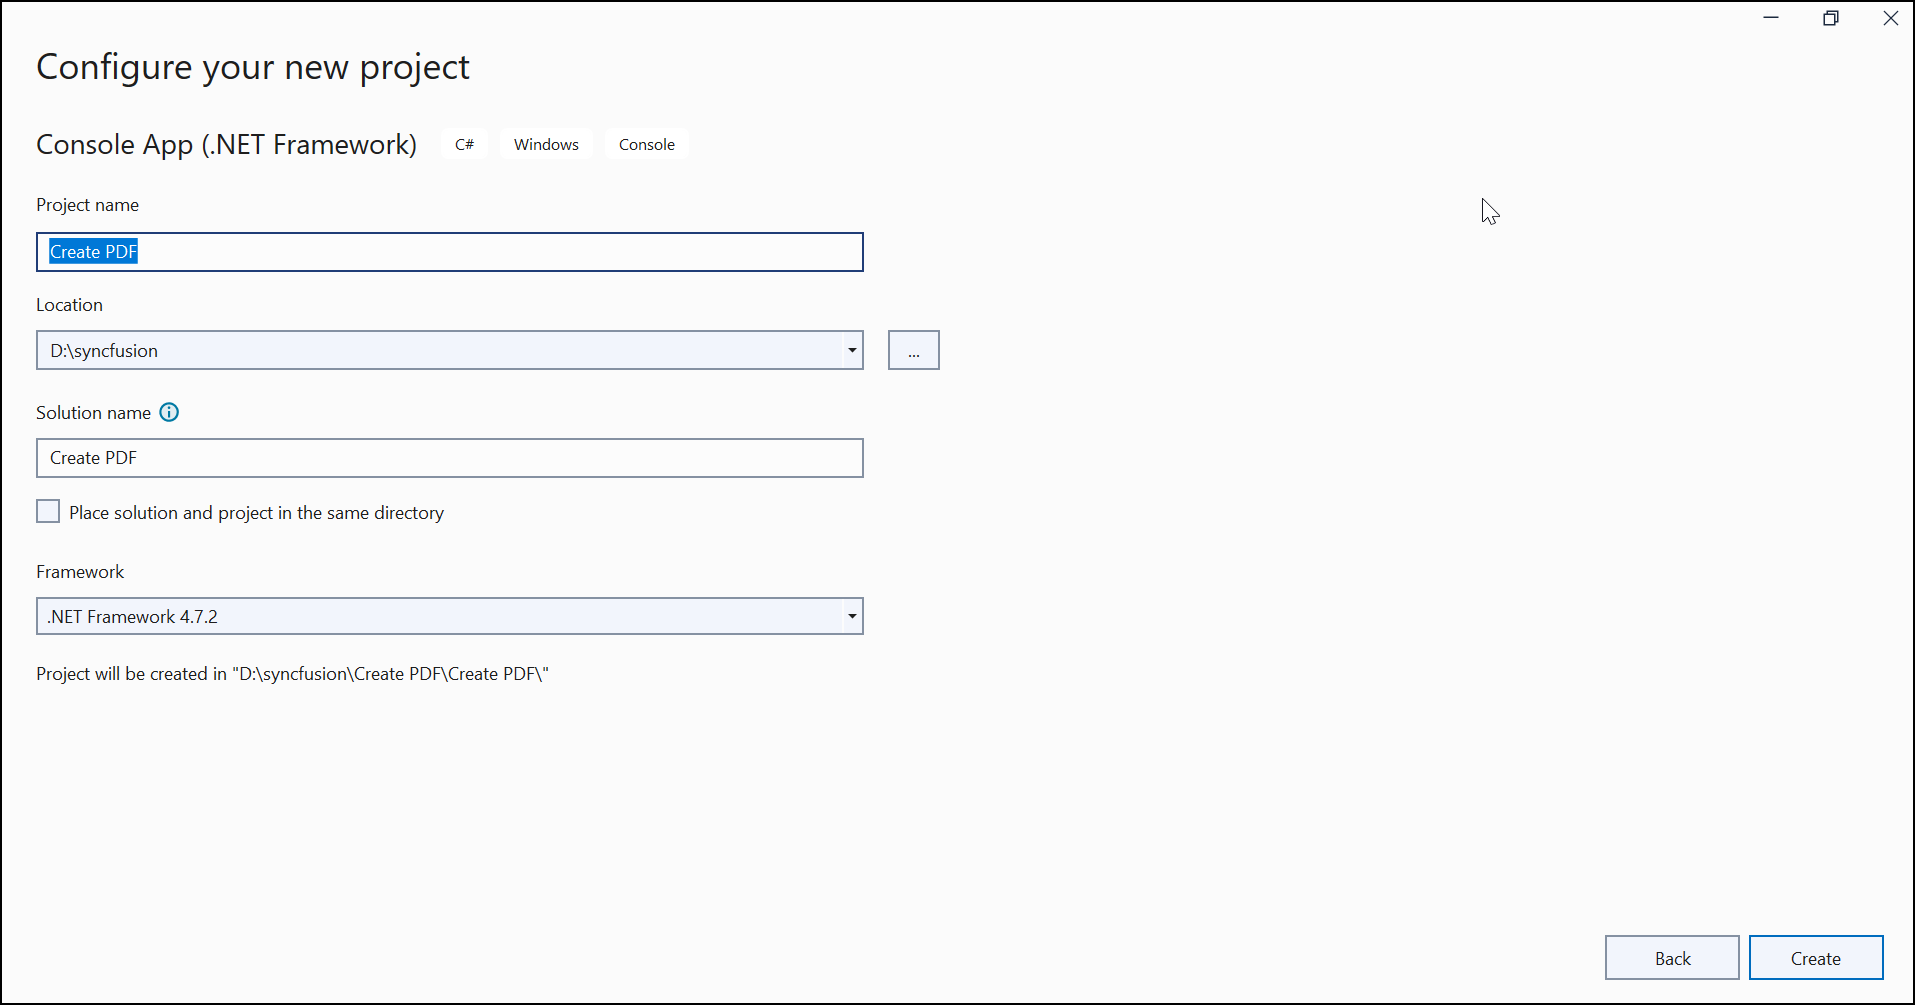 Configure your new project
Console App (.NET Framework) C# Windows Console
Project name
Create PDF
Location
D:\syncfusion
...
Solution name
Create PDF
Place solution and project in the same directory
Framework
.NET Framework 4.7.2
Project will be created in "D:\syncfusion\Create PDF\Create PDF\"
Back Create